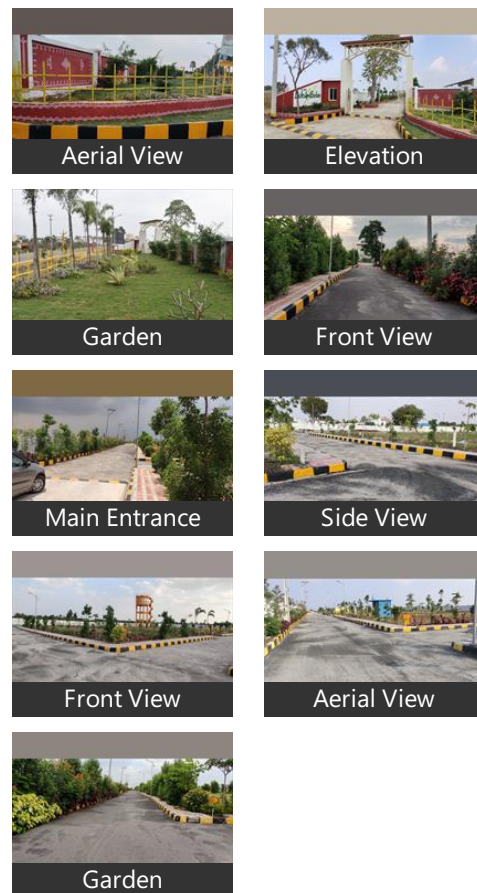 Aerial View
Elevation
Garden
Front View
Main Entrance
Side View
Front View
Aerial View
Garden